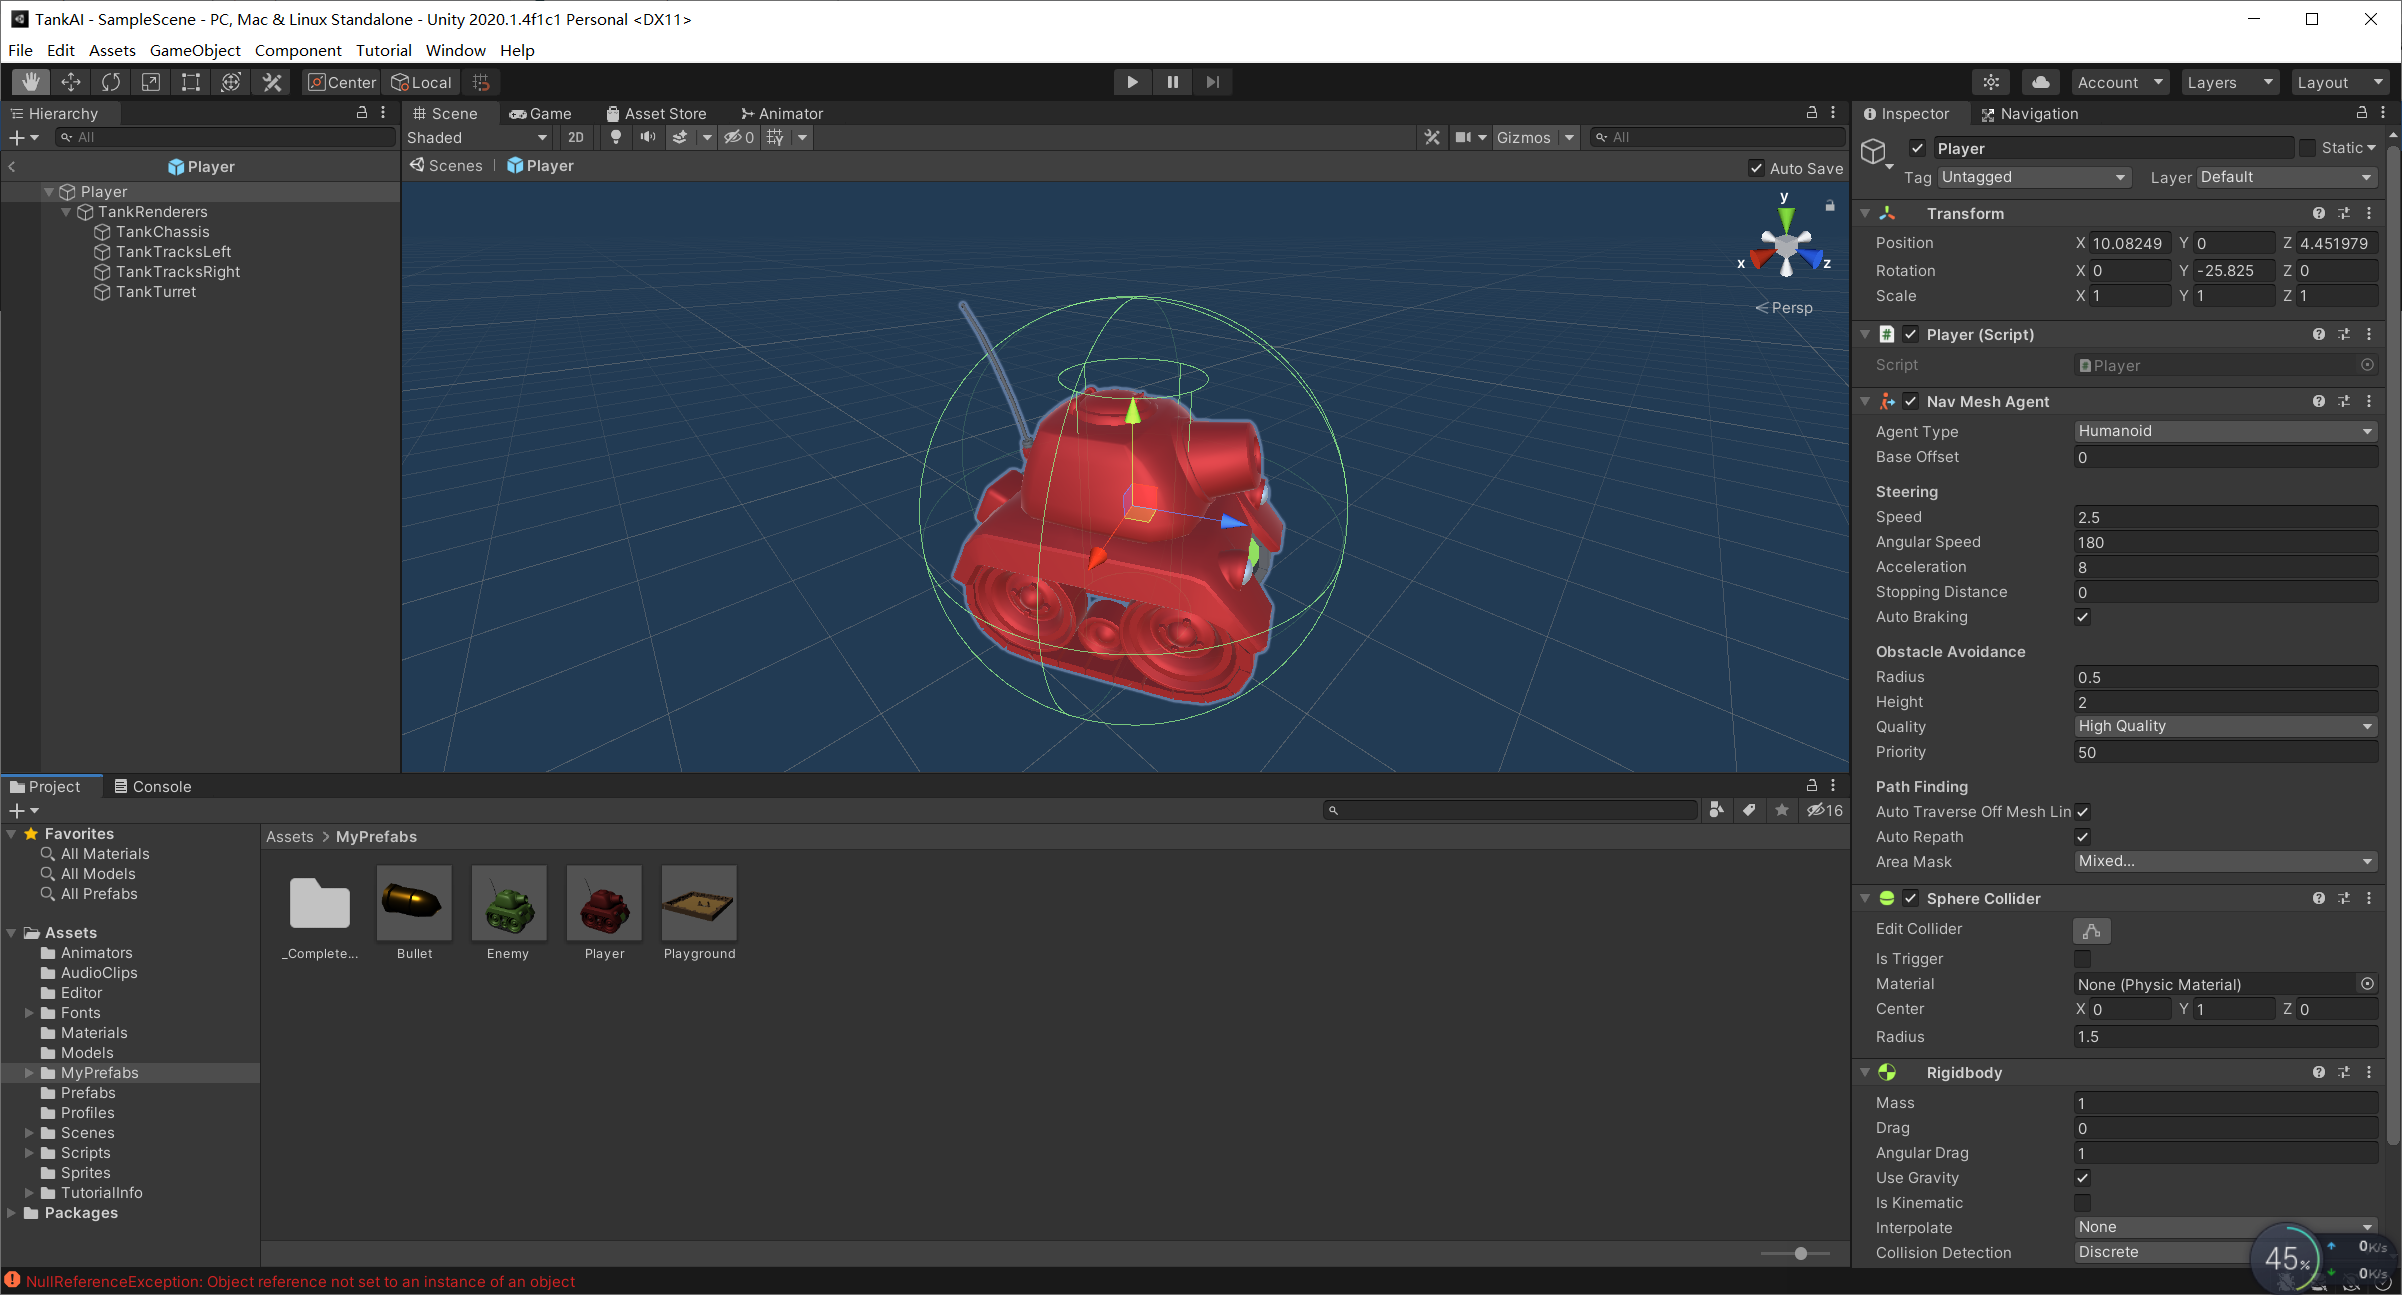 TankAI - SampleScene - PC, Mac & Linux Standalone - Unity 2020.1.4f1c1 Personal <DX11>
File Edit Assets GameObject Component Tutorial Window Help
Center Local Account Layers Layout
Hierarchy
All
Player
Player
TankRenderers
TankChassis
TankTracksLeft
TankTracksRight
TankTurret
Scene Game Asset Store Animator
Shaded 2D 0 Gizmos All
Scenes Player Auto Save
y
x z
Persp
Inspector Navigation
Player Static
Tag Untagged Layer Default
Transform
Position X 10.08249 Y 0 Z 4.451979
Rotation X 0 Y -25.825 Z 0
Scale X 1 Y 1 Z 1
Player (Script)
Script Player
Nav Mesh Agent
Agent Type Humanoid
Base Offset 0
Steering
Speed 2.5
Angular Speed 180
Acceleration 8
Stopping Distance 0
Auto Braking
Obstacle Avoidance
Radius 0.5
Height 2
Quality High Quality
Priority 50
Path Finding
Auto Traverse Off Mesh Lin
Auto Repath
Area Mask Mixed...
Sphere Collider
Edit Collider
Is Trigger
Material None (Physic Material)
Center X 0 Y 1 Z 0
Radius 1.5
Rigidbody
Mass 1
Drag 0
Angular Drag 1
Use Gravity
Is Kinematic
Interpolate None
Collision Detection Discrete
45%
0K/s
0K/s
Project Console
16
Favorites
All Materials
All Models
All Prefabs
Assets
Animators
AudioClips
Editor
Fonts
Materials
Models
MyPrefabs
Prefabs
Profiles
Scenes
Scripts
Sprites
TutorialInfo
Packages
Assets > MyPrefabs
_Complete... Bullet Enemy Player Playground
NullReferenceException: Object reference not set to an instance of an object